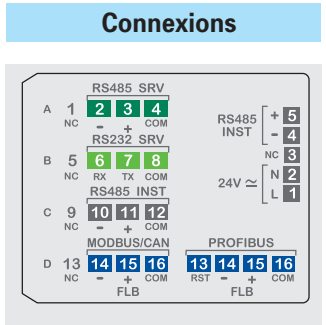 Connexions
RS485 SRV
A 1 2 3 4
NC - + COM
RS232 SRV
B 5 6 7 8
NC RX TX COM
RS485 INST
C 9 10 11 12
NC - + COM
MODBUS/CAN
D 13 14 15 16
NC - + COM
FLB
PROFIBUS
13 14 15 16
RST - + COM
FLB
RS485 INST
+ 5
- 4
NC 3
24V ≃
N 2
L 1